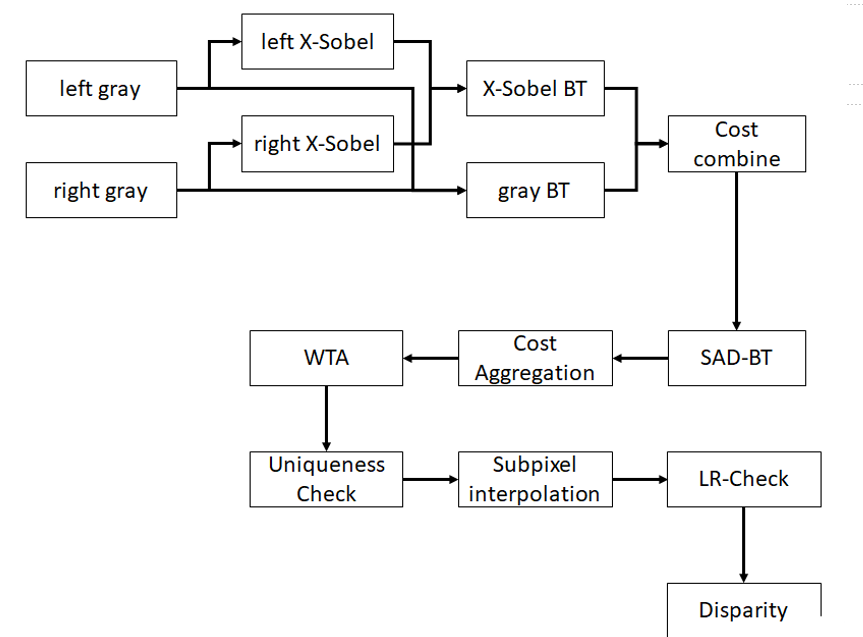 left X-Sobel
left gray
X-Sobel BT
right X-Sobel
Cost
combine
right gray
gray BT
WTA
Cost
Aggregation
SAD-BT
Uniqueness
Check
Subpixel
interpolation
LR-Check
Disparity